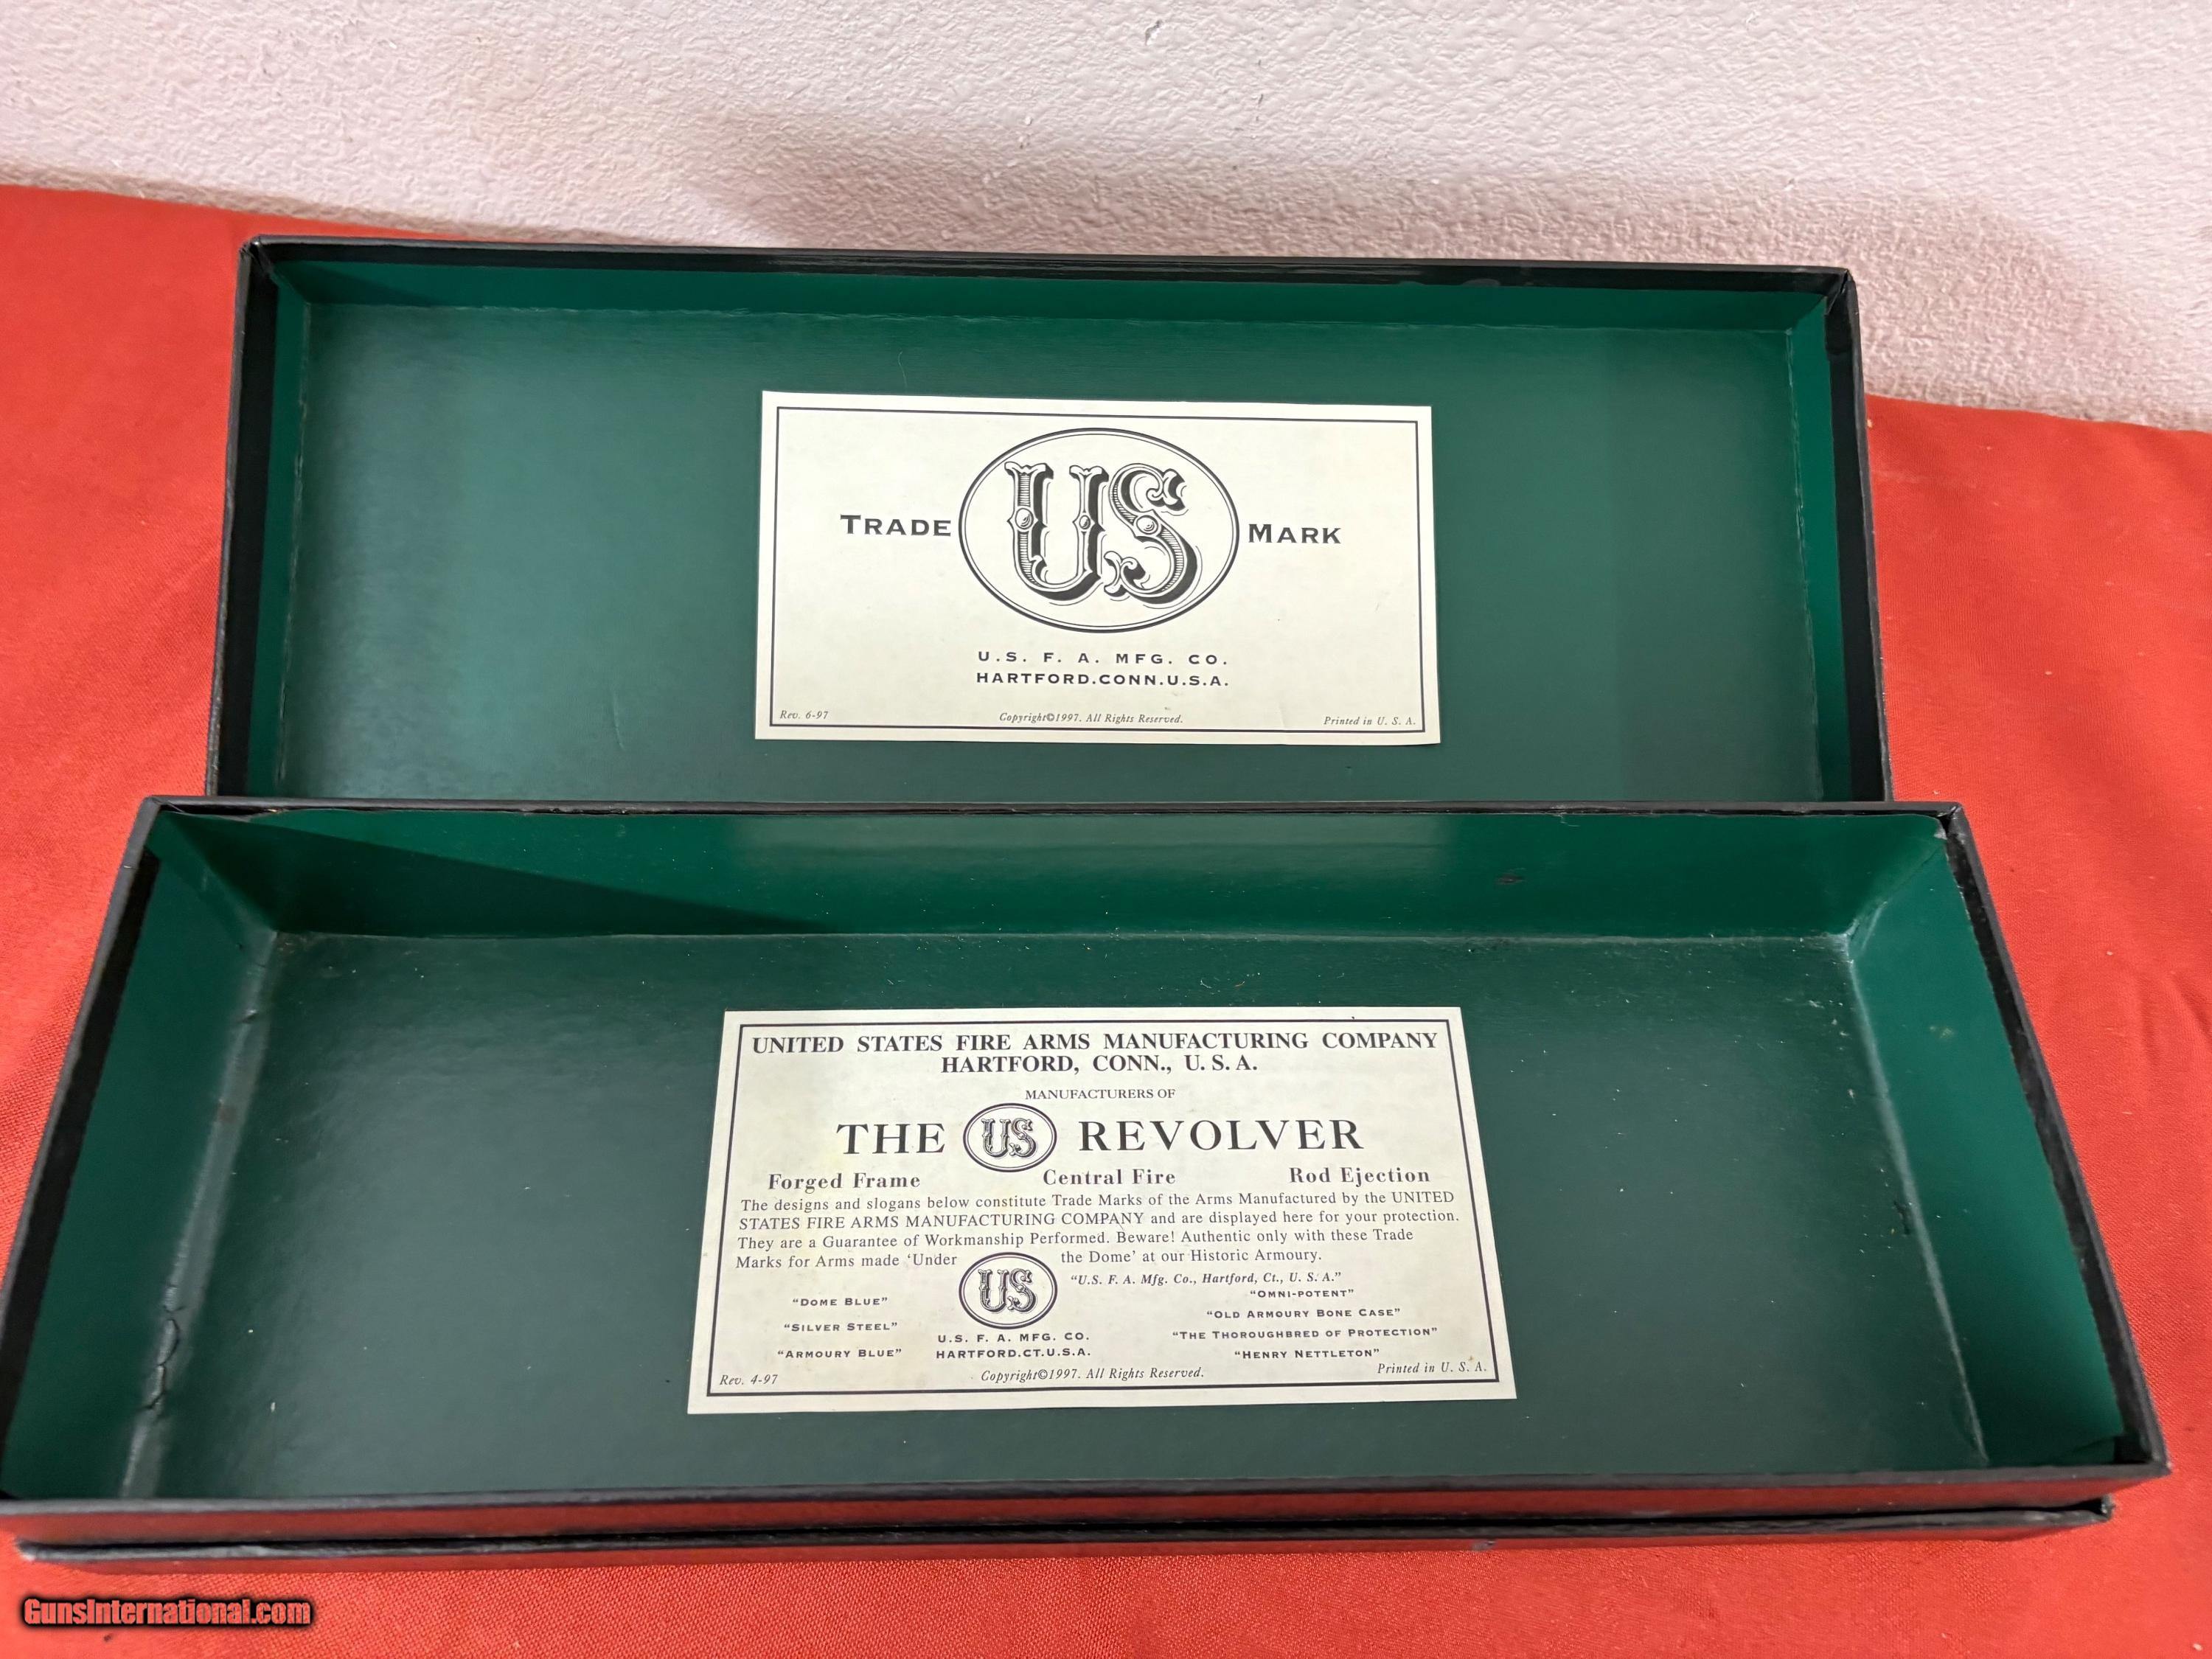 TRADE US MARK
U.S. F. A. MFG. CO.
HARTFORD.CONN.U.S.A.
Rev. 6-97 Copyright©1997. All Rights Reserved. Printed in U. S. A.
UNITED STATES FIRE ARMS MANUFACTURING COMPANY
HARTFORD, CONN., U. S. A.
MANUFACTURERS OF
THE US REVOLVER
Forged Frame Central Fire Rod Ejection
The designs and slogans below constitute Trade Marks of the Arms Manufactured by the UNITED
STATES FIRE ARMS MANUFACTURING COMPANY and are displayed here for your protection.
They are a Guarantee of Workmanship Performed. Beware! Authentic only with these Trade
Marks for Arms made ‘Under the Dome’ at our Historic Armoury.
US
“U.S. F. A. Mfg. Co., Hartford, Ct., U. S. A.”
“DOME BLUE” “OMNI-POTENT”
“SILVER STEEL” “OLD ARMOURY BONE CASE”
U.S. F. A. MFG. CO. “THE THOROUGHBRED OF PROTECTION”
“ARMOURY BLUE” HARTFORD.CT.U.S.A. “HENRY NETTLETON”
Rev. 4-97 Copyright©1997. All Rights Reserved. Printed in U. S. A.
GunsInternational.com